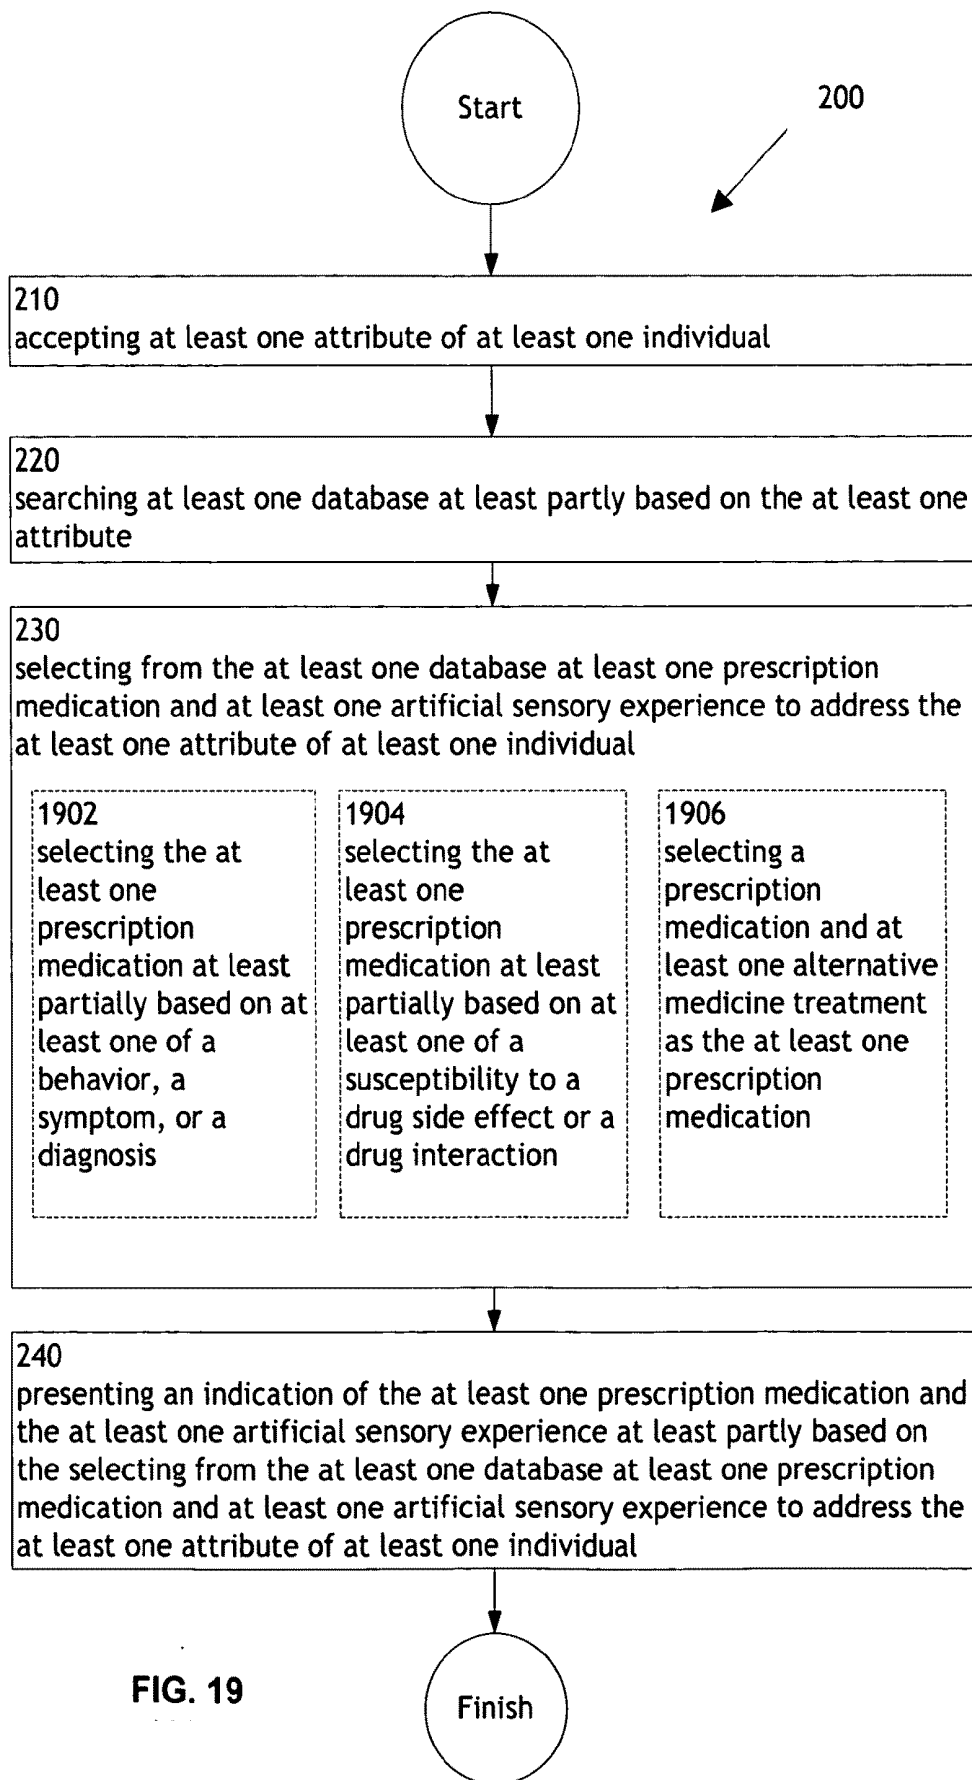 Start
200
210
accepting at least one attribute of at least one individual
220
searching at least one database at least partly based on the at least one
attribute
230
selecting from the at least one database at least one prescription
medication and at least one artificial sensory experience to address the
at least one attribute of at least one individual
1902
selecting the at
least one
prescription
medication at least
partially based on at
least one of a
behavior, a
symptom, or a
diagnosis
1904
selecting the at
least one
prescription
medication at least
partially based on at
least one of a
susceptibility to a
drug side effect or a
drug interaction
1906
selecting a
prescription
medication and at
least one alternative
medicine treatment
as the at least one
prescription
medication
240
presenting an indication of the at least one prescription medication and
the at least one artificial sensory experience at least partly based on
the selecting from the at least one database at least one prescription
medication and at least one artificial sensory experience to address the
at least one attribute of at least one individual
FIG. 19
Finish